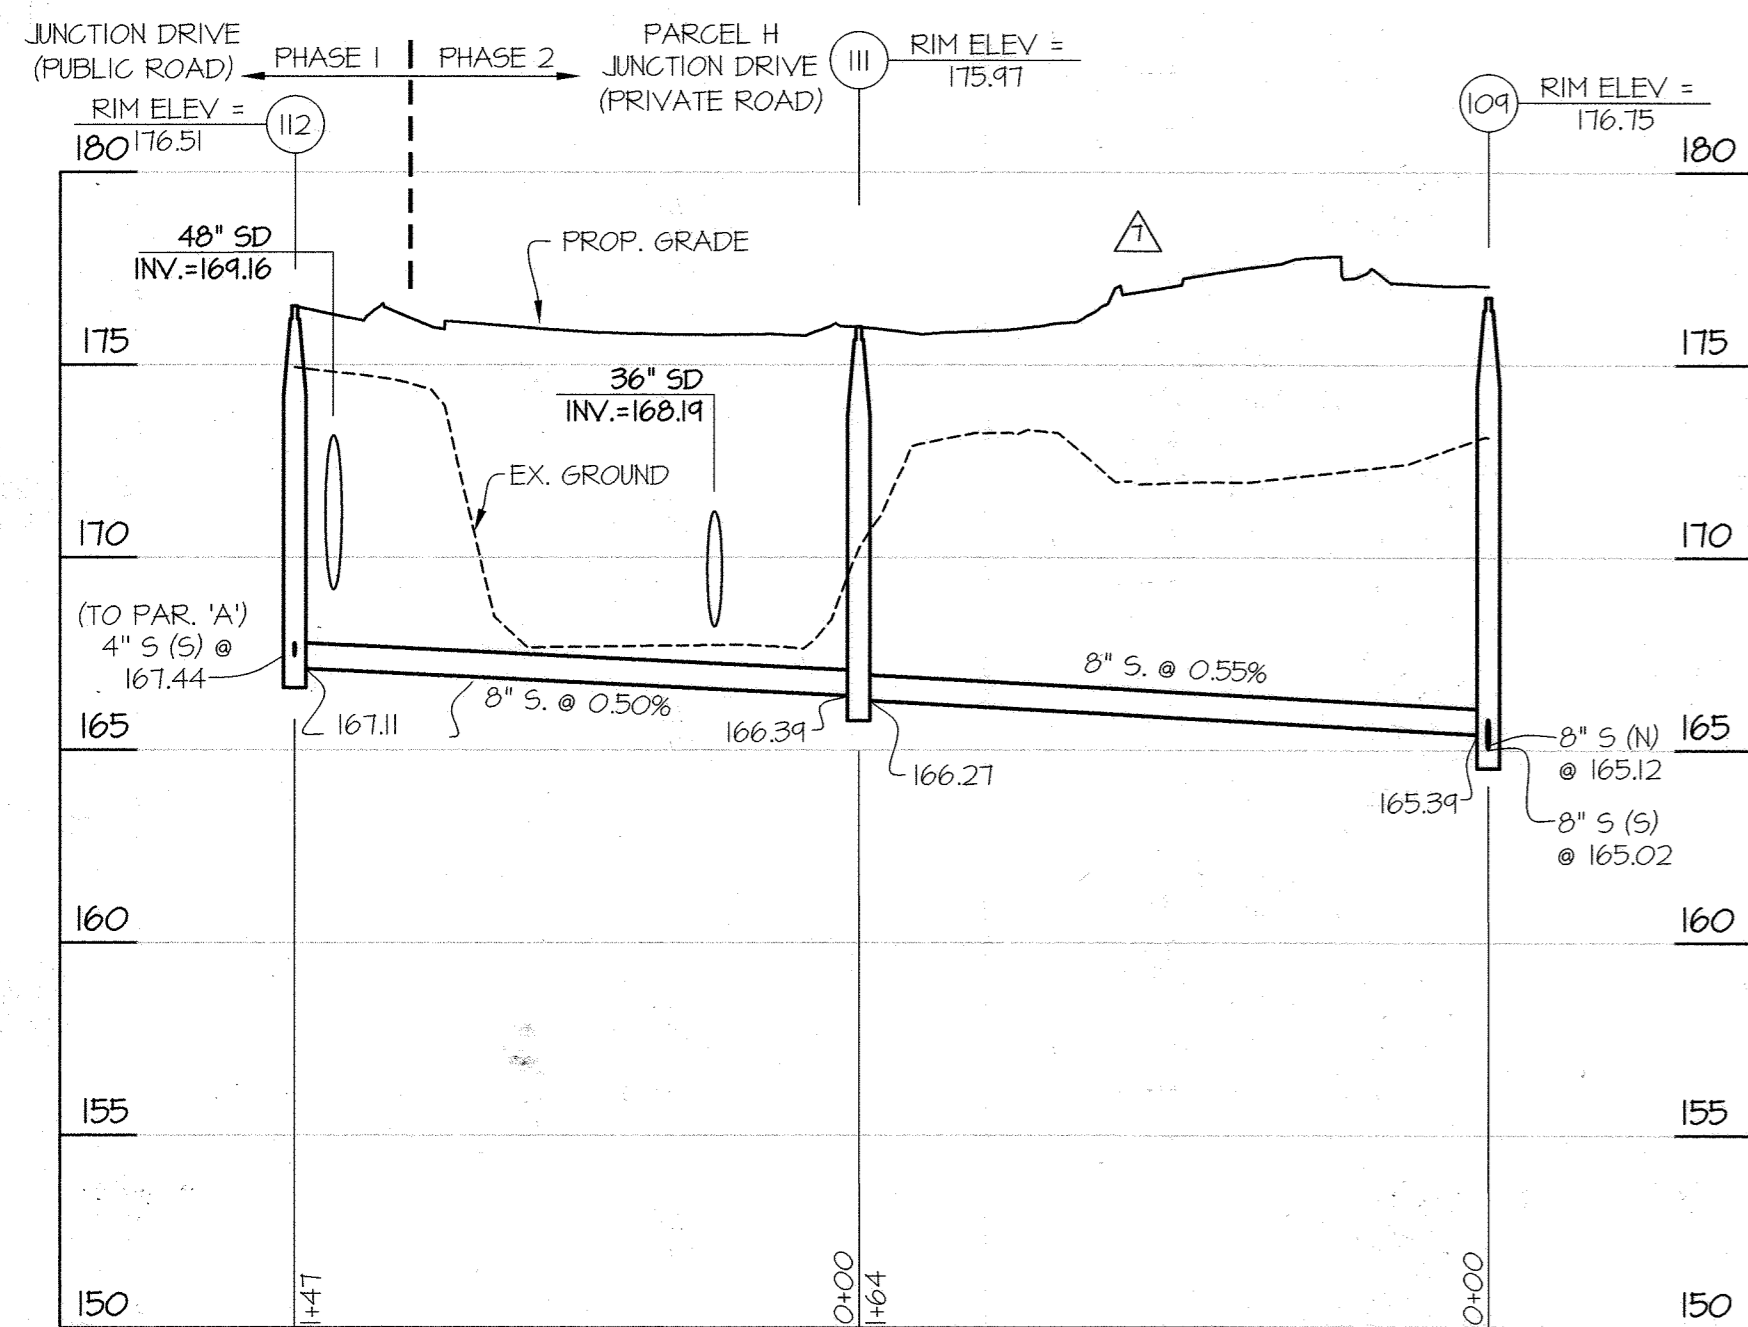 JUNCTION DRIVE
(PUBLIC ROAD)
PHASE 1
PHASE 2
PARCEL H
JUNCTION DRIVE
(PRIVATE ROAD)
111
RIM ELEV =
175.97
RIM ELEV =
176.51
112
109
RIM ELEV =
176.75
180
180
48" SD
INV.=169.16
PROP. GRADE
7
175
175
36" SD
INV.=168.19
EX. GROUND
170
170
(TO PAR. 'A')
4" S (S) @
167.44
167.11
8" S. @ 0.50%
166.39
166.27
8" S. @ 0.55%
165.39
8" S (N)
@ 165.12
8" S (S)
@ 165.02
165
165
160
160
155
155
150
150
1+47
0+00
1+64
0+00